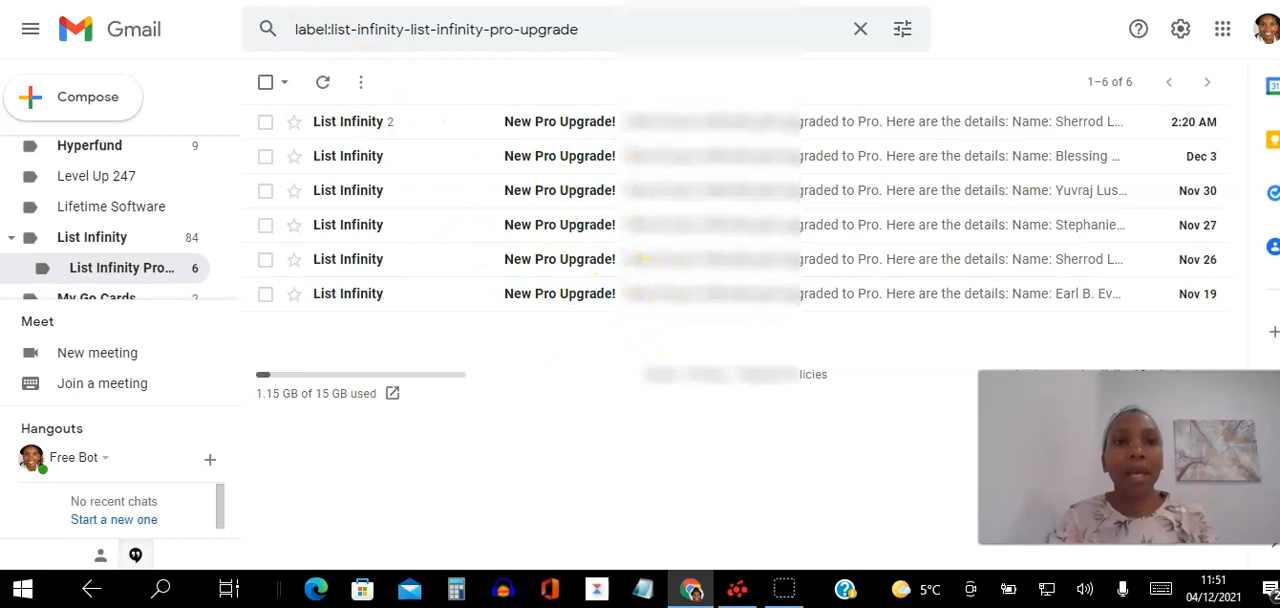 Gmail
label:list-infinity-list-infinity-pro-upgrade
Compose
1–6 of 6
Hyperfund 9
Level Up 247
Lifetime Software
List Infinity 84
List Infinity Pro... 6
My Go Cards 2
List Infinity 2 New Pro Upgrade! graded to Pro. Here are the details: Name: Sherrod L... 2:20 AM
List Infinity New Pro Upgrade! graded to Pro. Here are the details: Name: Blessing ... Dec 3
List Infinity New Pro Upgrade! graded to Pro. Here are the details: Name: Yuvraj Lus... Nov 30
List Infinity New Pro Upgrade! graded to Pro. Here are the details: Name: Stephanie... Nov 27
List Infinity New Pro Upgrade! graded to Pro. Here are the details: Name: Sherrod L... Nov 26
List Infinity New Pro Upgrade! graded to Pro. Here are the details: Name: Earl B. Ev... Nov 19
licies
1.15 GB of 15 GB used
Meet
New meeting
Join a meeting
Hangouts
Free Bot
No recent chats
Start a new one
5°C
11:51
04/12/2021